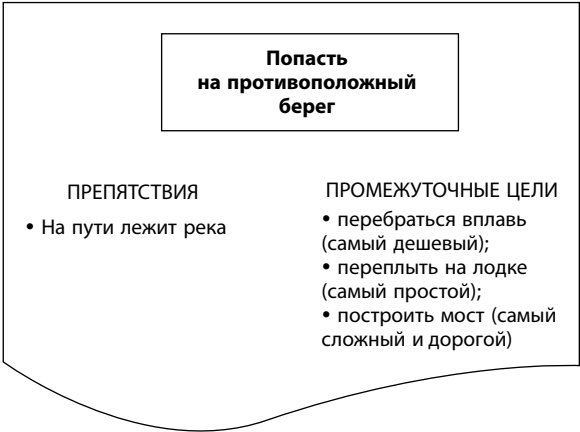 Попасть
на противоположный
берег
ПРЕПЯТСТВИЯ
• На пути лежит река
ПРОМЕЖУТОЧНЫЕ ЦЕЛИ
• перебраться вплавь
(самый дешевый);
• переплыть на лодке
(самый простой);
• построить мост (самый
сложный и дорогой)